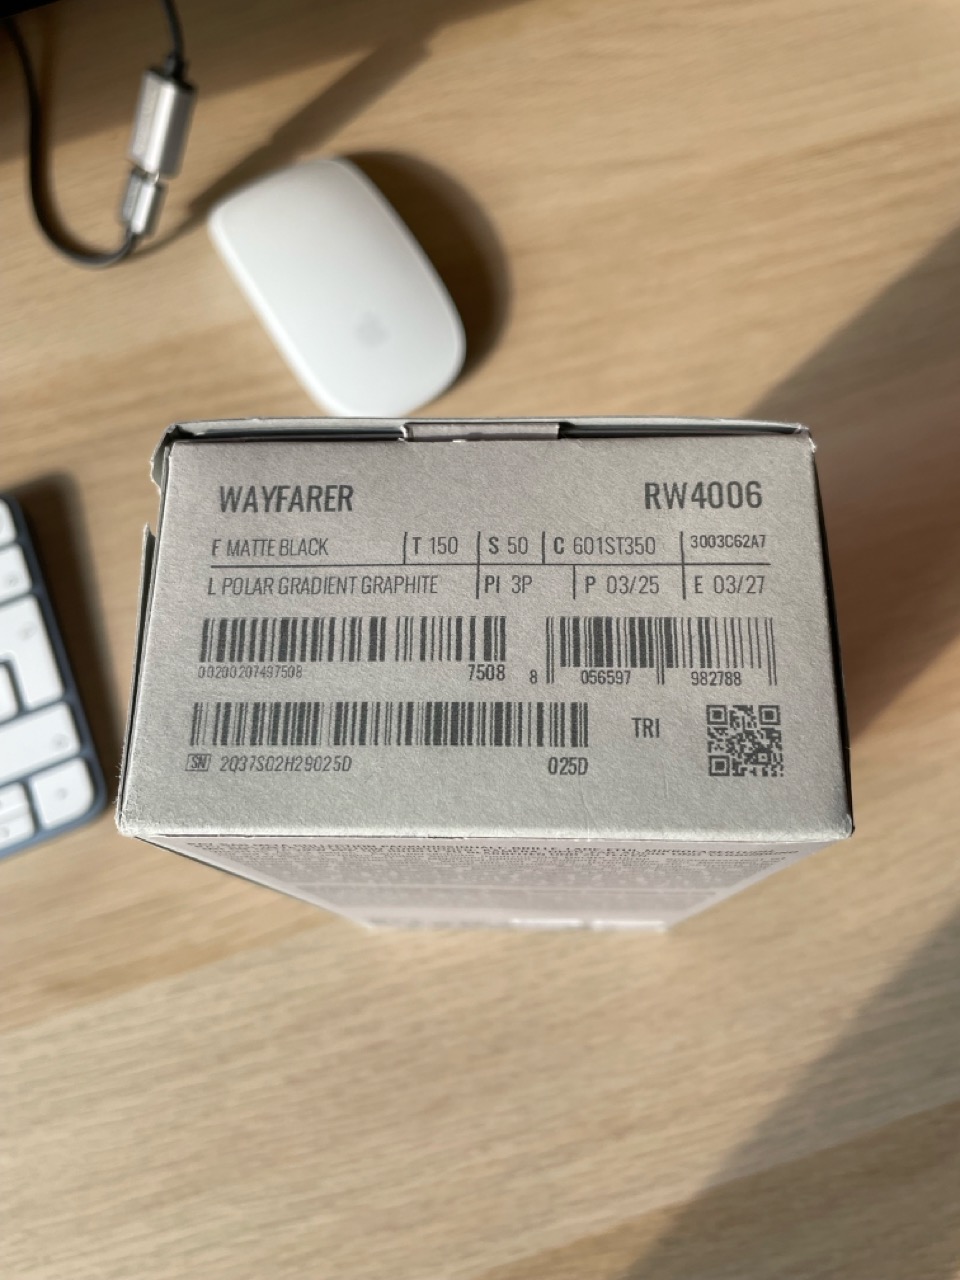 WAYFARER RW4006
F MATTE BLACK T 150 S 50 C 601ST350 3003C62A7
L POLAR GRADIENT GRAPHITE PI 3P P 03/25 E 03/27
00200207497508 7508 8 056597 982788
TRI
SN 2Q37S02H29025D 025D